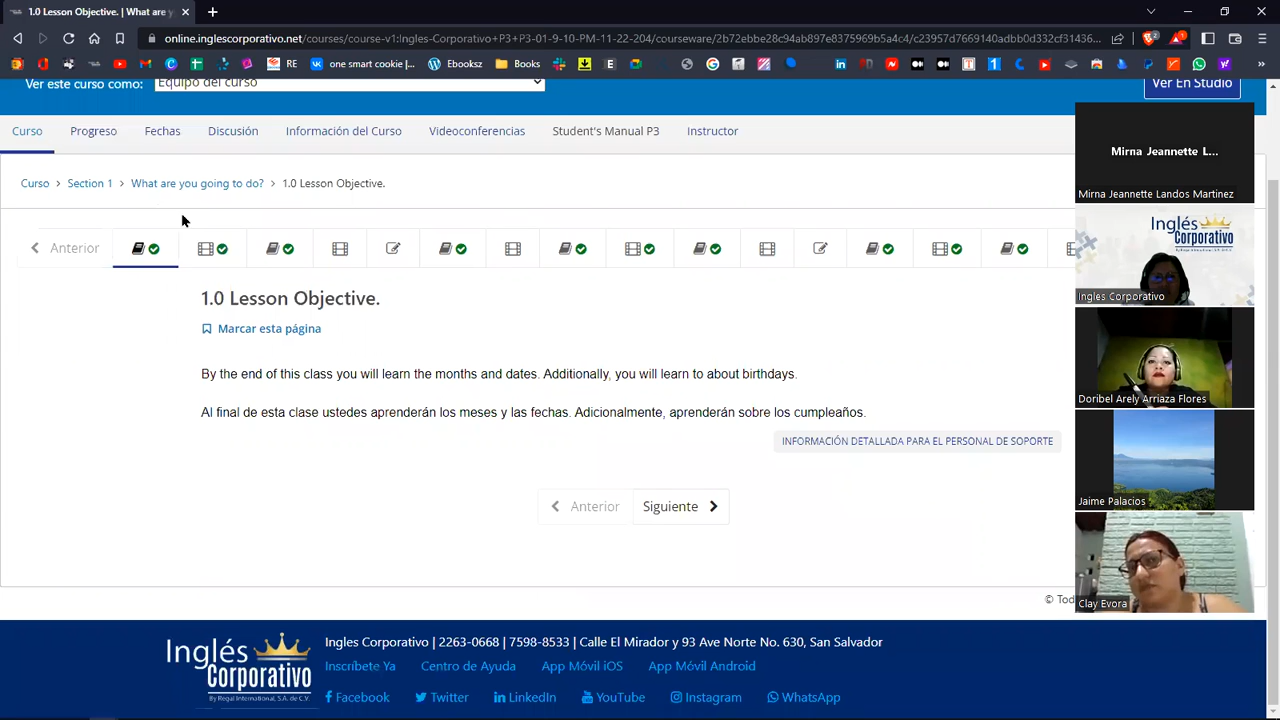 1.0 Lesson Objective. | What are y
online.inglescorporativo.net/courses/course-v1:Ingles-Corporativo+P3+P3-01-9-10-PM-11-22-204/courseware/2b72ebbe28c94ab897e8375969b5a4c4/c23957d7669140adbb0d332cf31436...
RE
one smart cookie |...
Ebookss
Books
Ver este curso como:
Equipo del curso
Ver En Studio
Curso
Progreso
Fechas
Discusión
Información del Curso
Videoconferencias
Student's Manual P3
Instructor
Curso > Section 1 > What are you going to do? > 1.0 Lesson Objective.
Anterior
1.0 Lesson Objective.
Marcar esta página
By the end of this class you will learn the months and dates. Additionally, you will learn to about birthdays.
Al final de esta clase ustedes aprenderán los meses y las fechas. Adicionalmente, aprenderán sobre los cumpleaños.
INFORMACIÓN DETALLADA PARA EL PERSONAL DE SOPORTE
Anterior
Siguiente
© Tod
Inglés
Corporativo
By Regal International, S.A. de C.V.
Ingles Corporativo | 2263-0668 | 7598-8533 | Calle El Mirador y 93 Ave Norte No. 630, San Salvador
Inscríbete Ya
Centro de Ayuda
App Móvil iOS
App Móvil Android
Facebook
Twitter
LinkedIn
YouTube
Instagram
WhatsApp
Mirna Jeannette L...
Mirna Jeannette Landos Martinez
Inglés
Corporativo
Ingles Corporativo
Doribel Arely Arriaza Flores
Jaime Palacios
Clay Evora